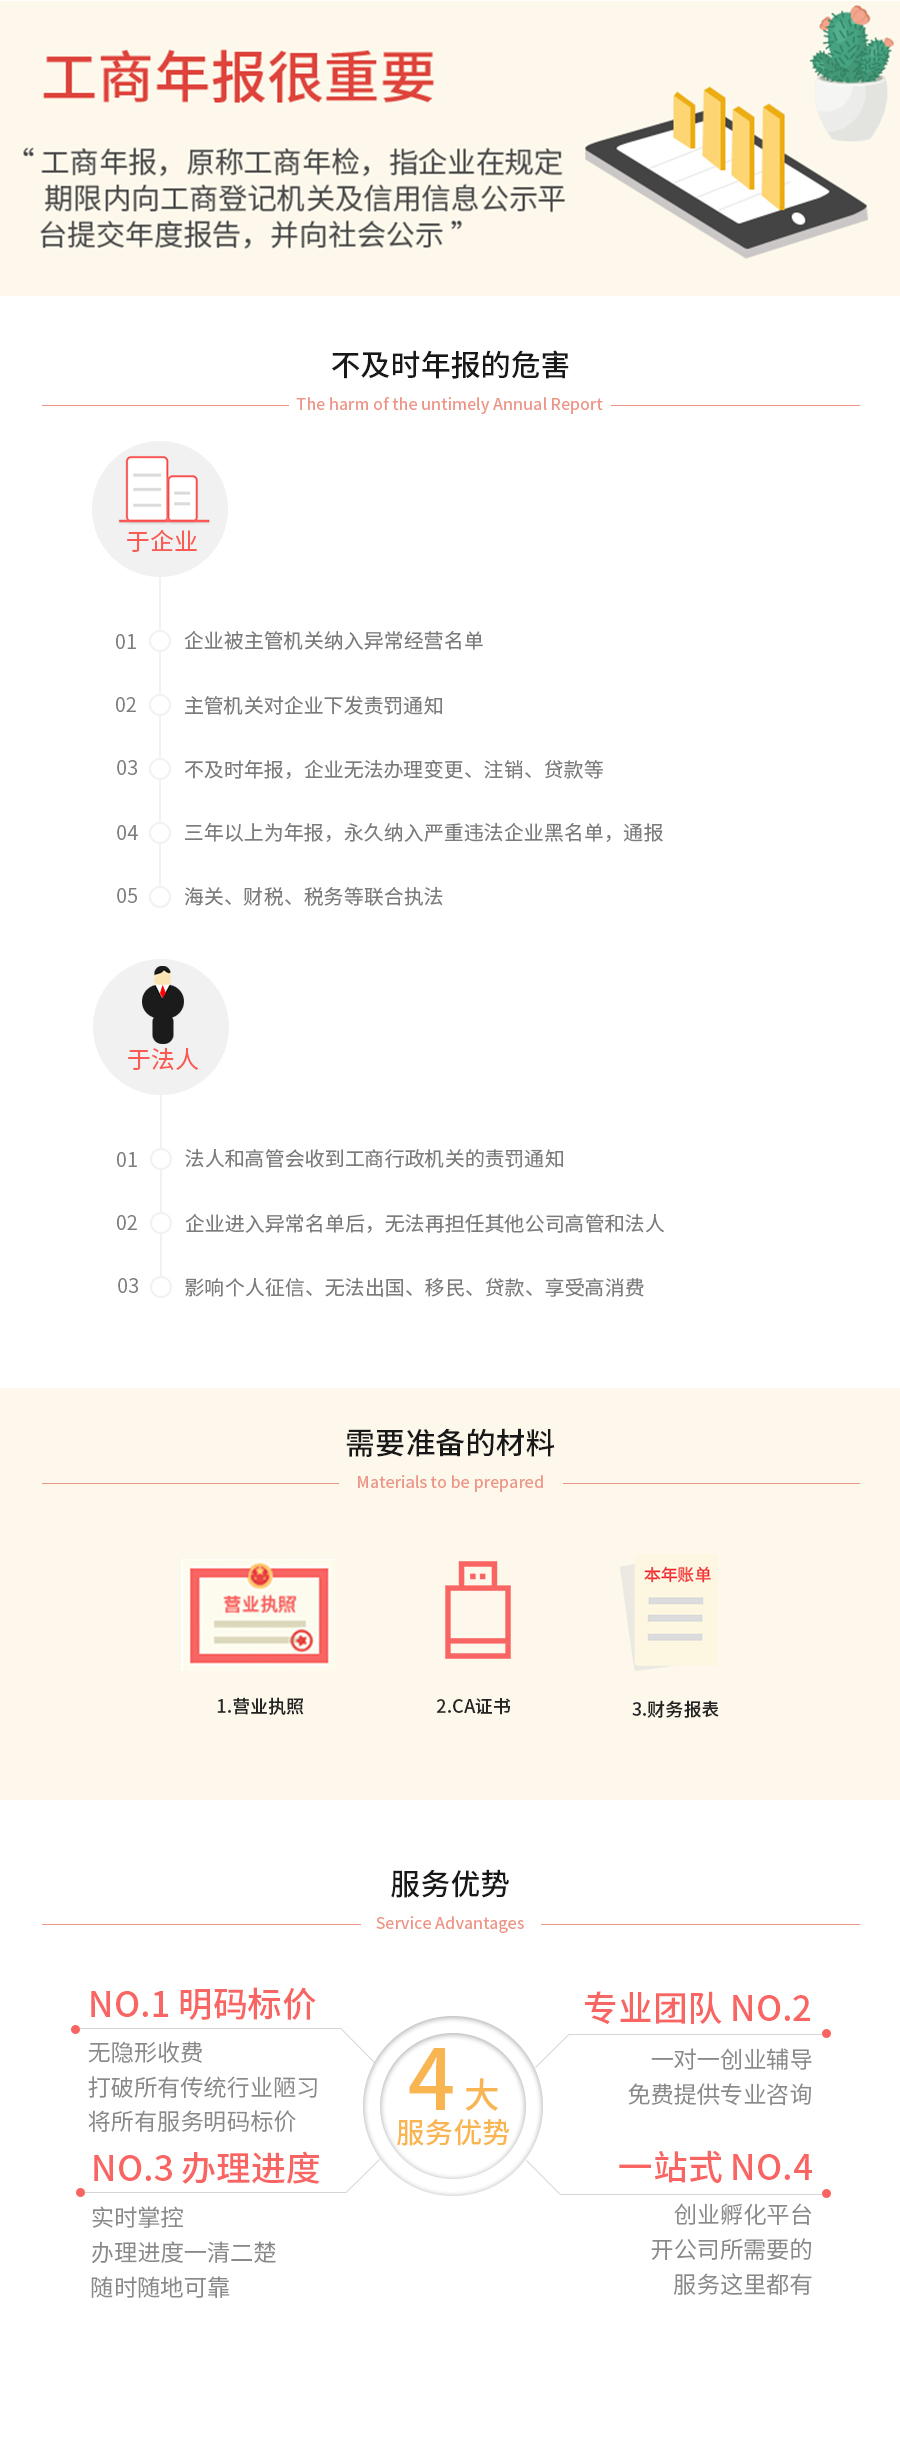 工商年报很重要
“工商年报，原称工商年检，指企业在规定
期限内向工商登记机关及信用信息公示平
台提交年度报告，并向社会公示”
不及时年报的危害
The harm of the untimely Annual Report
于企业
01 企业被主管机关纳入异常经营名单
02 主管机关对企业下发责罚通知
03 不及时年报，企业无法办理变更、注销、贷款等
04 三年以上为年报，永久纳入严重违法企业黑名单，通报
05 海关、财税、税务等联合执法
于法人
01 法人和高管会收到工商行政机关的责罚通知
02 企业进入异常名单后，无法再担任其他公司高管和法人
03 影响个人征信、无法出国、移民、贷款、享受高消费
需要准备的材料
Materials to be prepared
营业执照
本年账单
1.营业执照
2.CA证书
3.财务报表
服务优势
Service Advantages
NO.1 明码标价
无隐形收费
打破所有传统行业陋习
将所有服务明码标价
专业团队 NO.2
一对一创业辅导
免费提供专业咨询
4大
服务优势
NO.3 办理进度
实时掌控
办理进度一清二楚
随时随地可靠
一站式 NO.4
创业孵化平台
开公司所需要的
服务这里都有